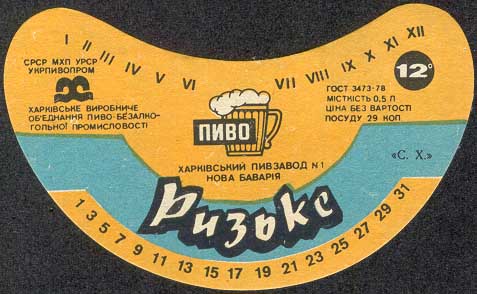 I II III IV V VI VII VIII IX X XI XII
СРСР МХП УРСР
УКРПИВОПРОМ
ХАРКІВСЬКЕ ВИРОБНИЧЕ
ОБ'ЄДНАННЯ ПИВО-БЕЗАЛКО-
ГОЛЬНОЇ ПРОМИСЛОВОСТІ
12°
ГОСТ 3473-78
МІСТКІСТЬ 0,5 Л
ЦІНА БЕЗ ВАРТОСТІ
ПОСУДУ 29 КОП
ПИВО
ХАРКІВСЬКИЙ ПИВЗАВОД №1
НОВА БАВАРІЯ
«С. Х.»
Ризьке
1 3 5 7 9 11 13 15 17 19 21 23 25 27 29 31